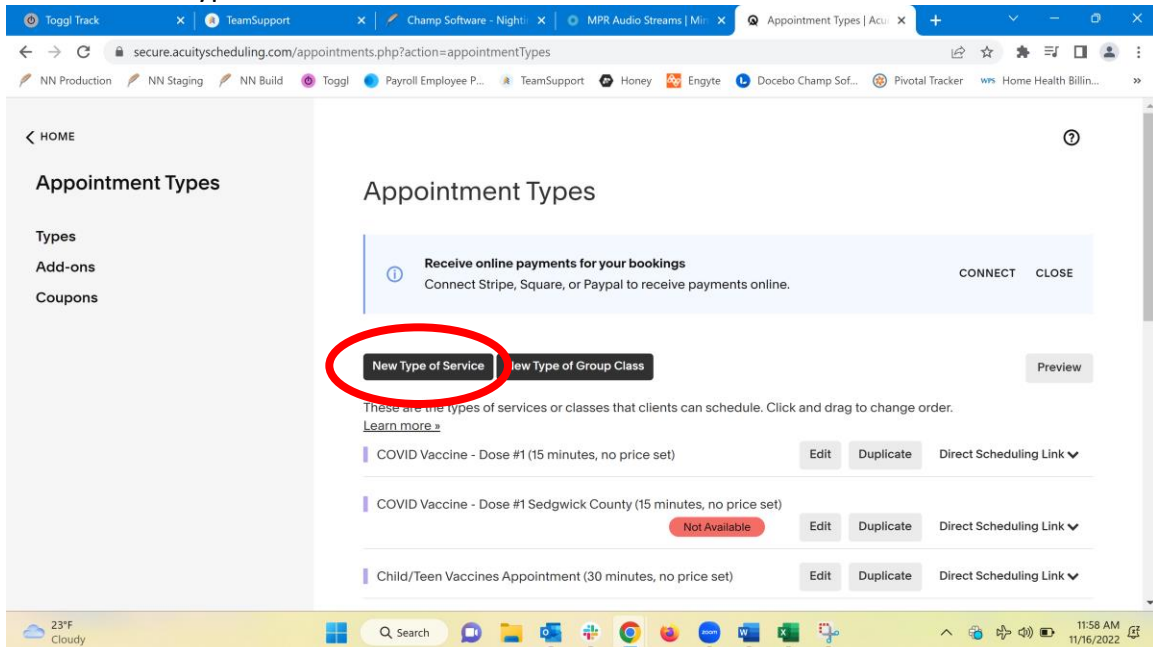 Toggl Track
TeamSupport
Champ Software - Nighti
MPR Audio Streams | Min
Appointment Types | Acui
secure.acuityscheduling.com/appointments.php?action=appointmentTypes
NN Production NN Staging NN Build Toggl Payroll Employee P... TeamSupport Honey Engyte Docebo Champ Sof... Pivotal Tracker WPS Home Health Billin... »
HOME
Appointment Types
Types
Add-ons
Coupons
Appointment Types
Receive online payments for your bookings
Connect Stripe, Square, or Paypal to receive payments online.
CONNECT CLOSE
New Type of Service
New Type of Group Class
Preview
These are the types of services or classes that clients can schedule. Click and drag to change order.
Learn more »
COVID Vaccine - Dose #1 (15 minutes, no price set) Edit Duplicate Direct Scheduling Link
COVID Vaccine - Dose #1 Sedgwick County (15 minutes, no price set)
Not Available Edit Duplicate Direct Scheduling Link
Child/Teen Vaccines Appointment (30 minutes, no price set) Edit Duplicate Direct Scheduling Link
23°F
Cloudy
Search
zoom
11:58 AM
11/16/2022